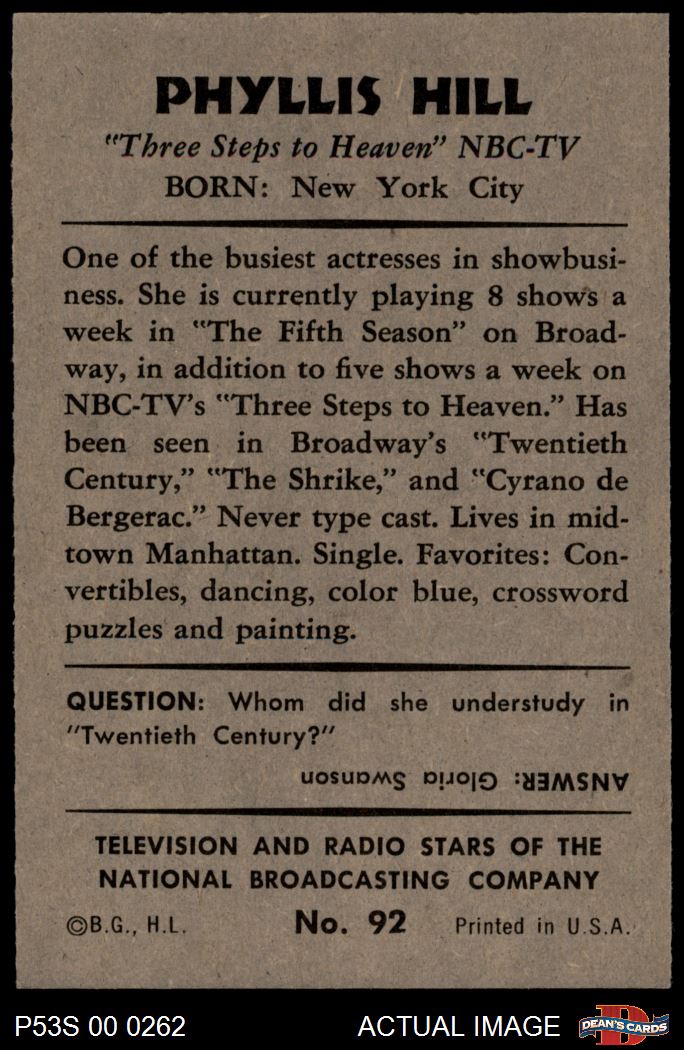 PHYLLIS HILL
"Three Steps to Heaven" NBC-TV
BORN: New York City
One of the busiest actresses in showbusi-
ness. She is currently playing 8 shows a
week in "The Fifth Season" on Broad-
way, in addition to five shows a week on
NBC-TV's "Three Steps to Heaven." Has
been seen in Broadway's "Twentieth
Century," "The Shrike," and "Cyrano de
Bergerac." Never type cast. Lives in mid-
town Manhattan. Single. Favorites: Con-
vertibles, dancing, color blue, crossword
puzzles and painting.
QUESTION: Whom did she understudy in
"Twentieth Century?"
ANSWER: Gloria Swanson
TELEVISION AND RADIO STARS OF THE
NATIONAL BROADCASTING COMPANY
©B.G., H.L. No. 92 Printed in U.S.A.
P53S 00 0262 ACTUAL IMAGE DEAN'S CARDS